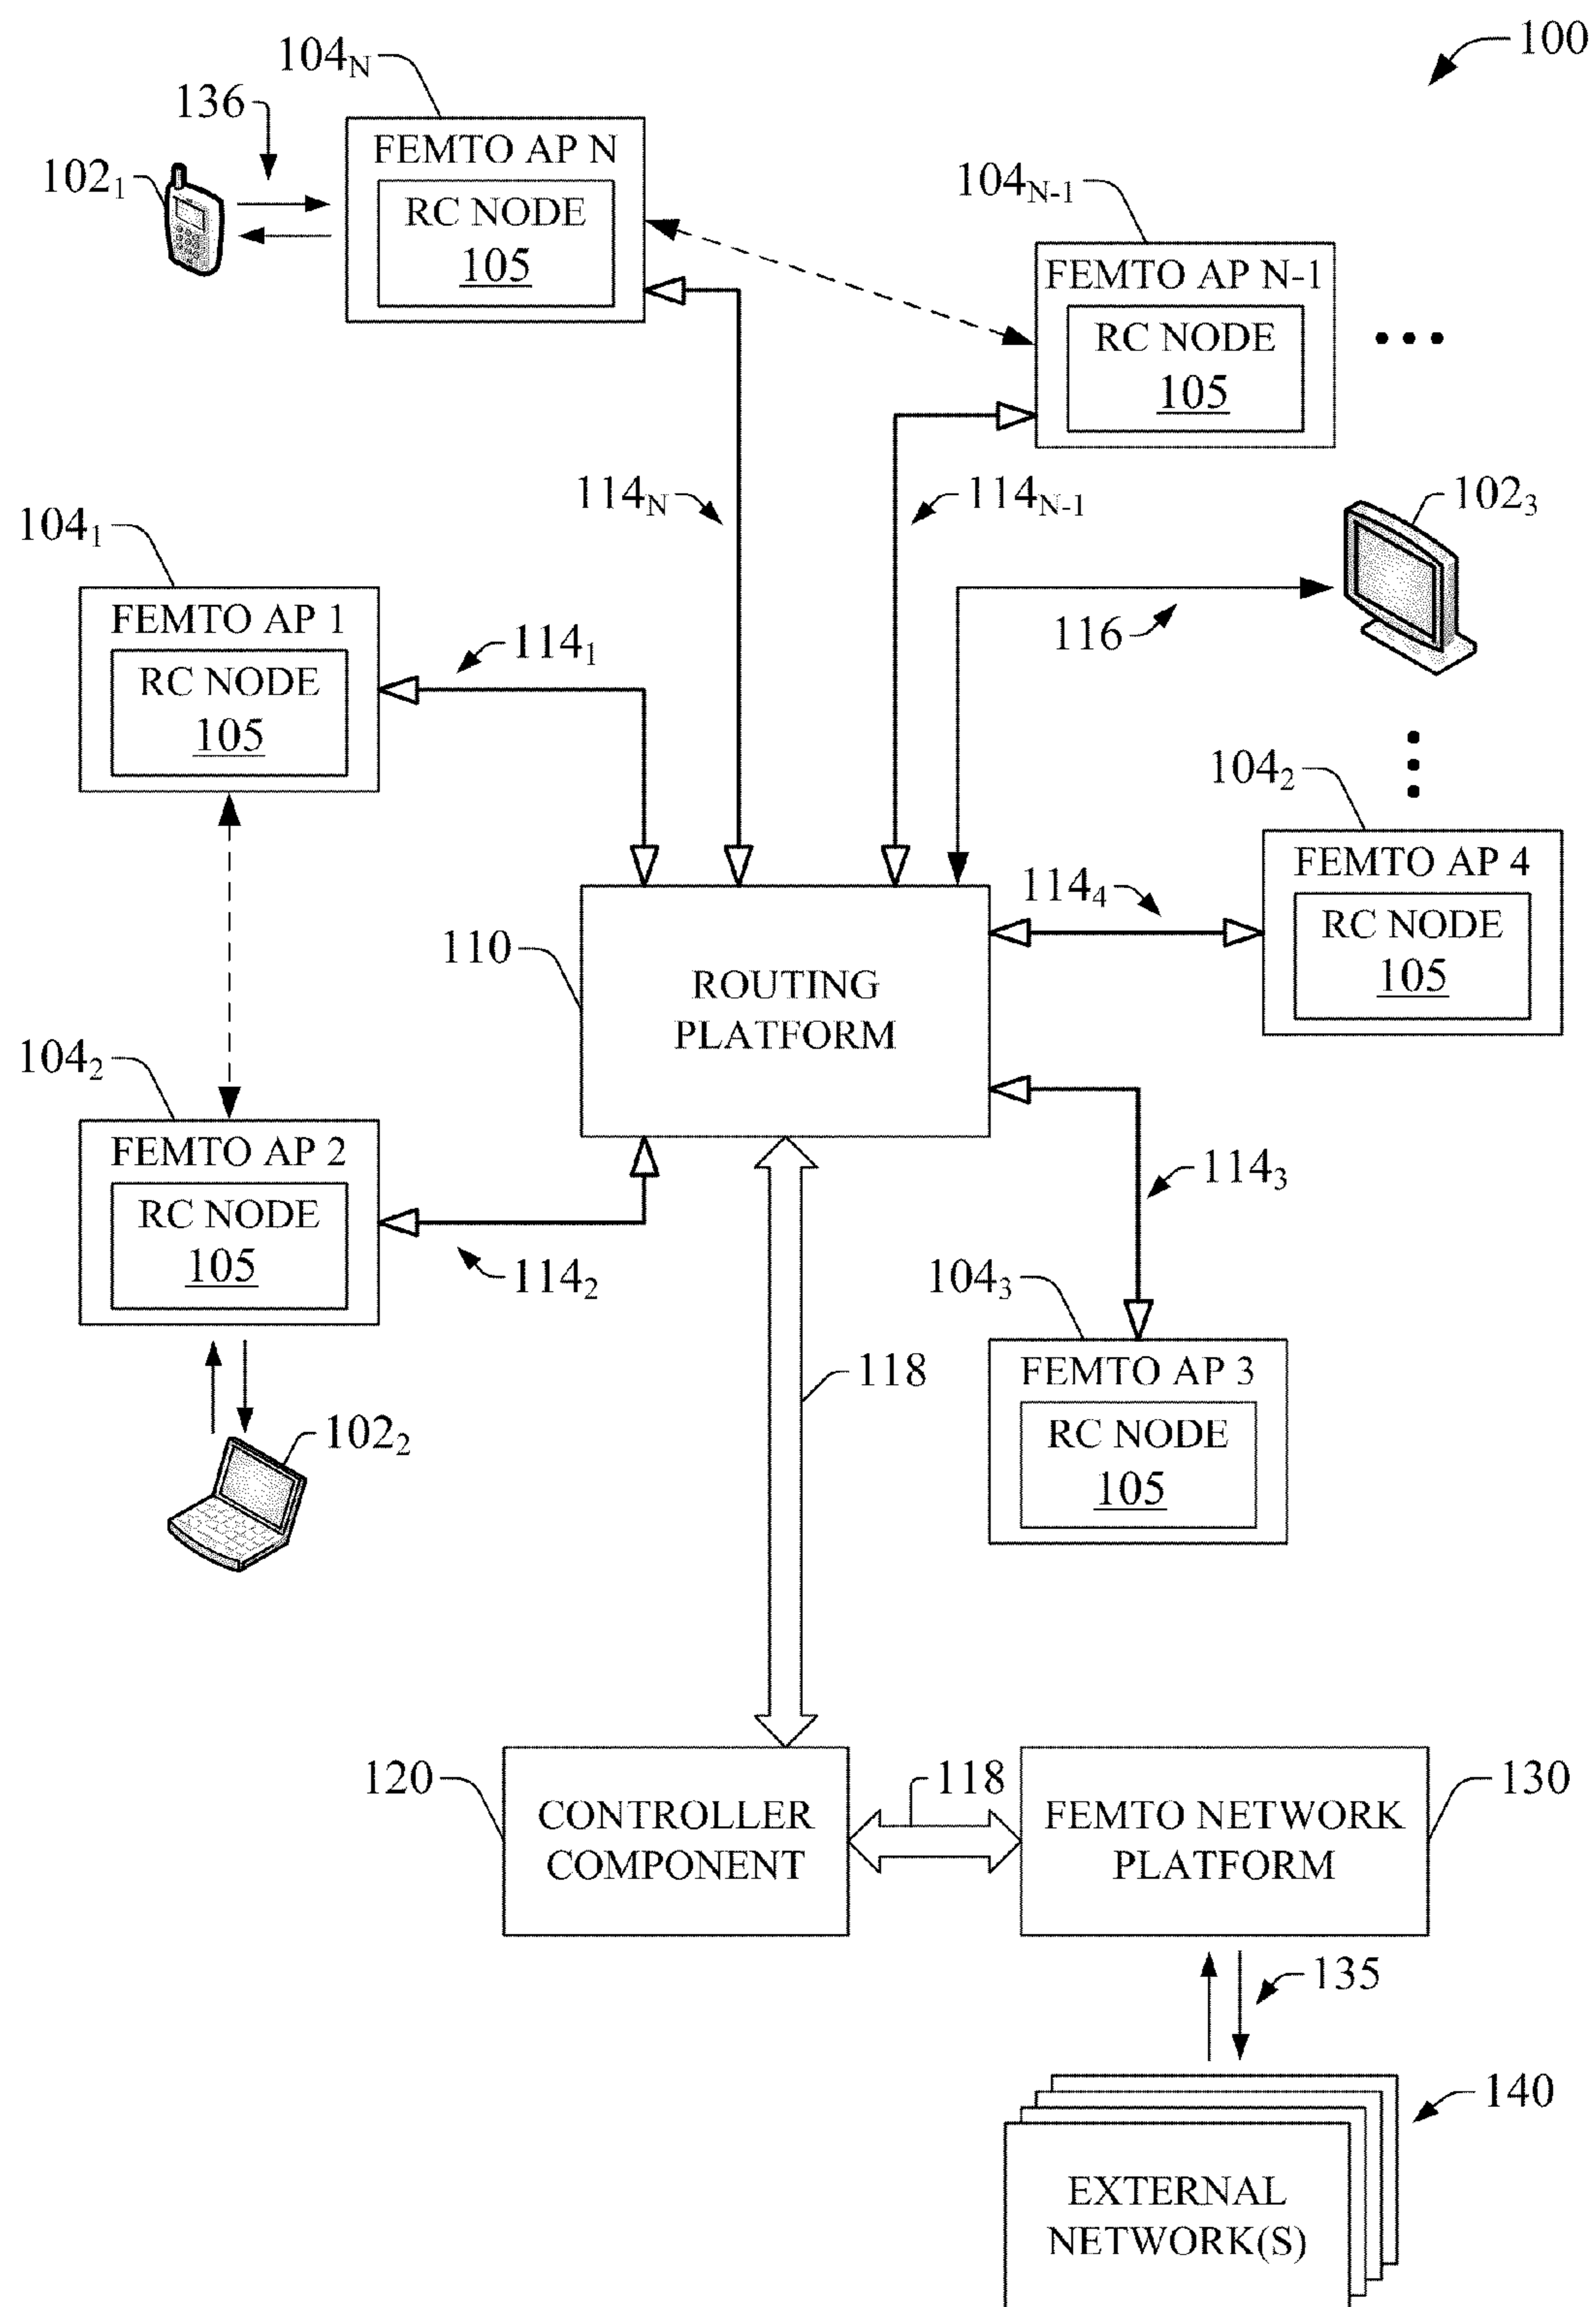 100
104N
136
FEMTO AP N
1021
RC NODE
105
104N-1
FEMTO AP N-1
RC NODE
105
114N
114N-1
1023
1041
FEMTO AP 1
RC NODE
105
1141
116
1042
FEMTO AP 4
RC NODE
105
1144
110
ROUTING
PLATFORM
1042
FEMTO AP 2
RC NODE
105
1142
1143
1043
FEMTO AP 3
RC NODE
105
118
1022
120
CONTROLLER
COMPONENT
118
FEMTO NETWORK
PLATFORM
130
135
140
EXTERNAL
NETWORK(S)